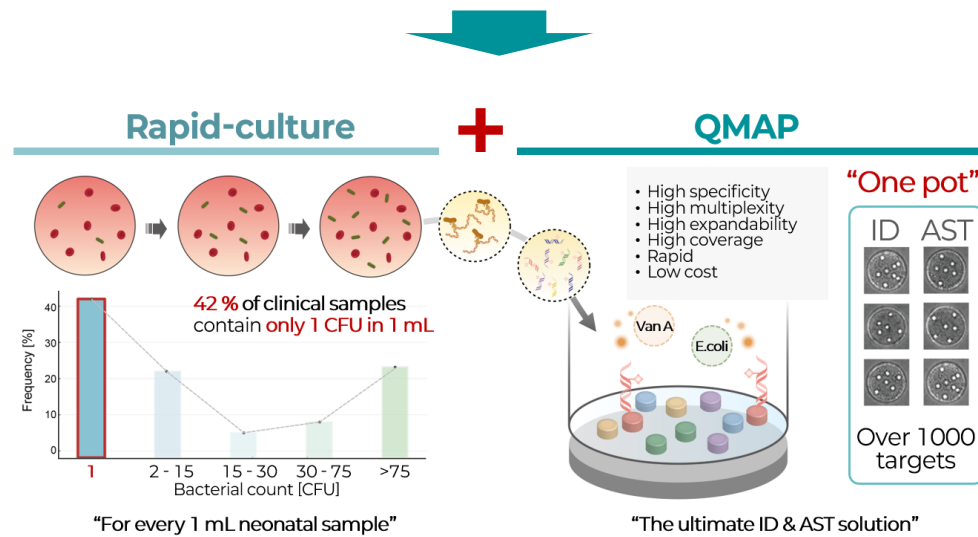 Rapid-culture
+
QMAP
42 % of clinical samples
contain only 1 CFU in 1 mL
Frequency [%]
40
30
20
10
0
1
2 - 15
15 - 30
30 - 75
>75
Bacterial count [CFU]
“For every 1 mL neonatal sample”
• High specificity
• High multiplexity
• High expandability
• High coverage
• Rapid
• Low cost
Van A
E.coli
“One pot”
ID AST
Over 1000
targets
“The ultimate ID & AST solution”